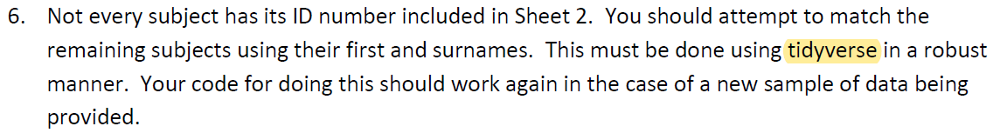 6. Not every subject has its ID number included in Sheet 2.  You should attempt to match the
remaining subjects using their first and surnames.  This must be done using tidyverse in a robust
manner.  Your code for doing this should work again in the case of a new sample of data being
provided.